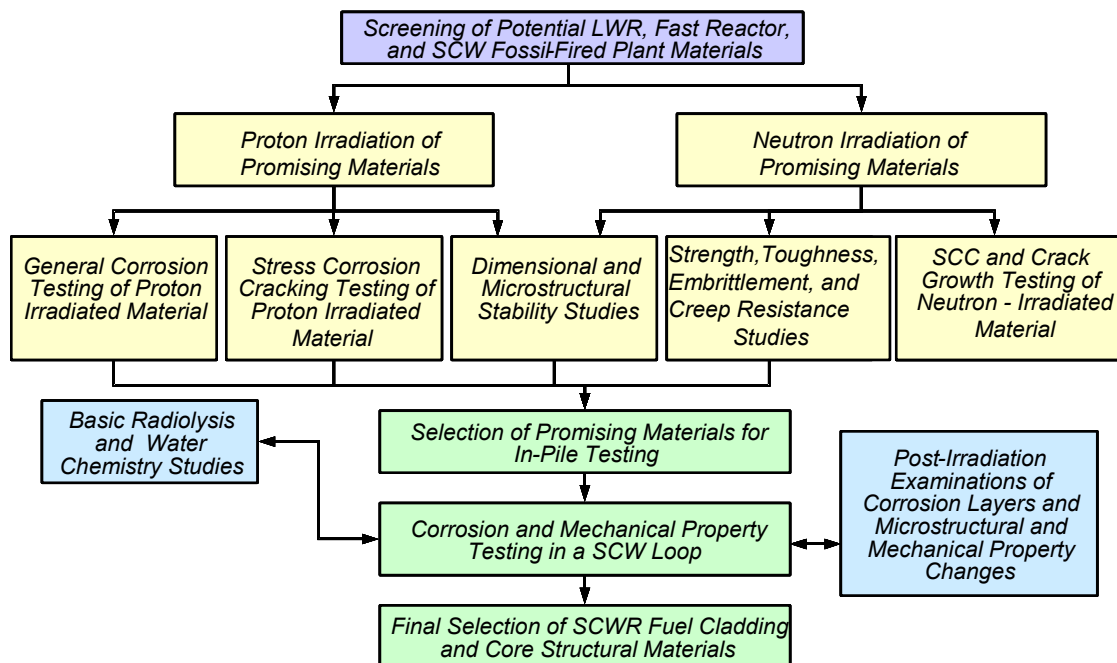 Screening of Potential LWR, Fast Reactor,
and SCW Fossil-Fired Plant Materials
Proton Irradiation of
Promising Materials
Neutron Irradiation of
Promising Materials
General Corrosion
Testing of Proton
Irradiated Material
Stress Corrosion
Cracking Testing of
Proton Irradiated
Material
Dimensional and
Microstructural
Stability Studies
Strength,Toughness,
Embrittlement, and
Creep Resistance
Studies
SCC and Crack
Growth Testing of
Neutron - Irradiated
Material
Basic Radiolysis
and Water
Chemistry Studies
Selection of Promising Materials for
In-Pile Testing
Post-Irradiation
Examinations of
Corrosion Layers and
Microstructural and
Mechanical Property
Changes
Corrosion and Mechanical Property
Testing in a SCW Loop
Final Selection of SCWR Fuel Cladding
and Core Structural Materials